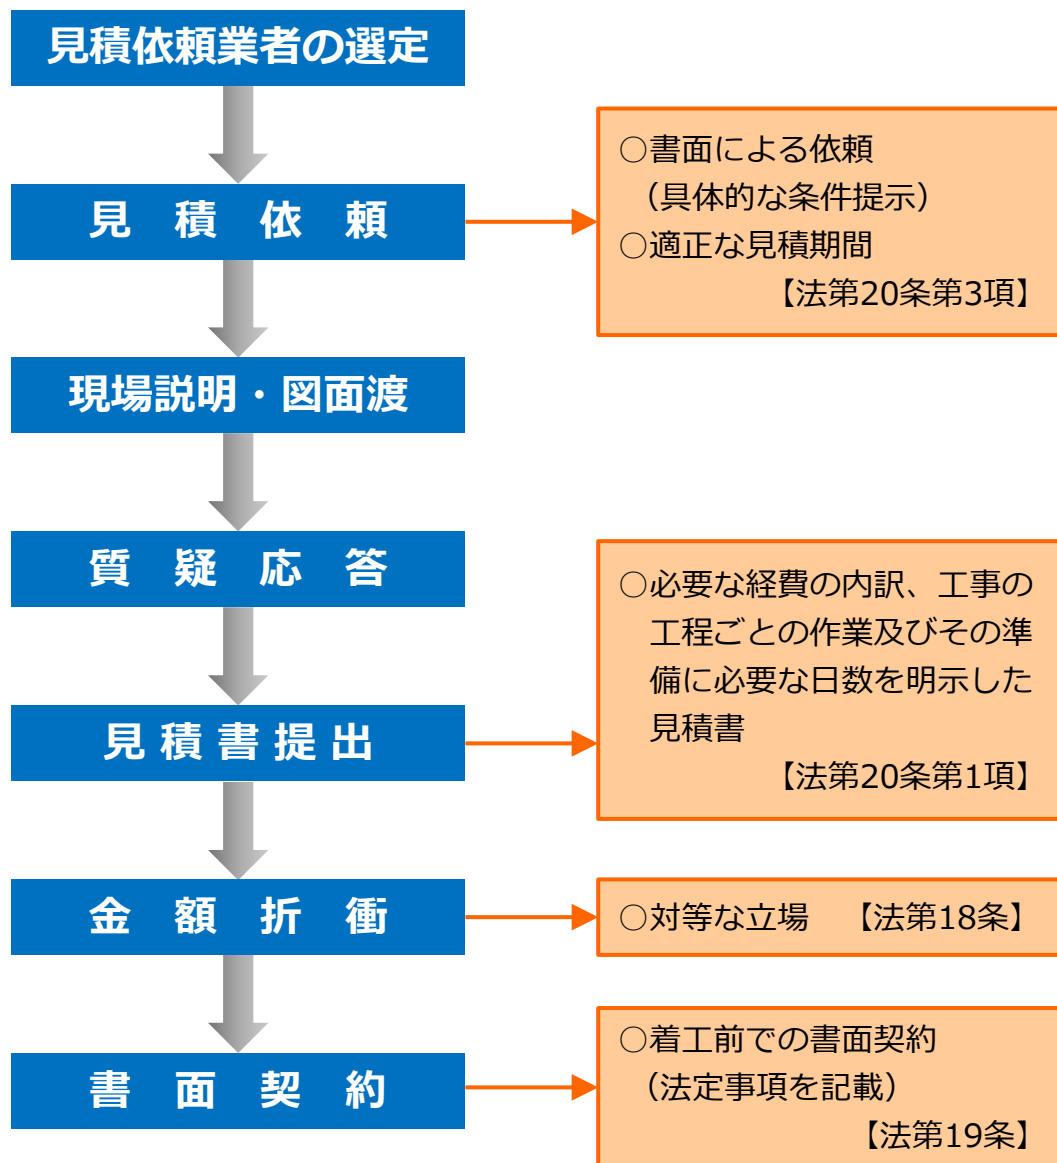 見積依頼業者の選定
見積依頼
○書面による依頼
（具体的な条件提示）
○適正な見積期間
【法第20条第3項】
現場説明・図面渡
質疑応答
見積書提出
○必要な経費の内訳、工事の
工程ごとの作業及びその準
備に必要な日数を明示した
見積書
【法第20条第1項】
金額折衝
○対等な立場　【法第18条】
書面契約
○着工前での書面契約
（法定事項を記載）
【法第19条】